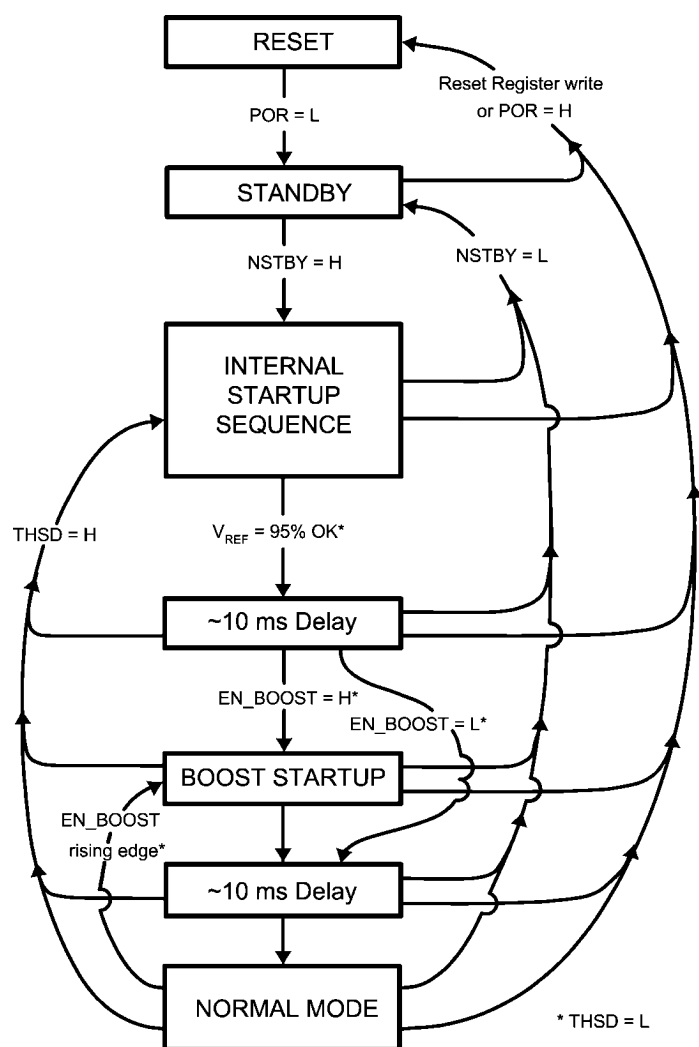 RESET
Reset Register write
or POR = H
POR = L
STANDBY
NSTBY = H
NSTBY = L
INTERNAL
STARTUP
SEQUENCE
THSD = H
VREF = 95% OK*
~10 ms Delay
EN_BOOST = H*
EN_BOOST = L*
BOOST STARTUP
EN_BOOST
rising edge*
~10 ms Delay
NORMAL MODE
* THSD = L